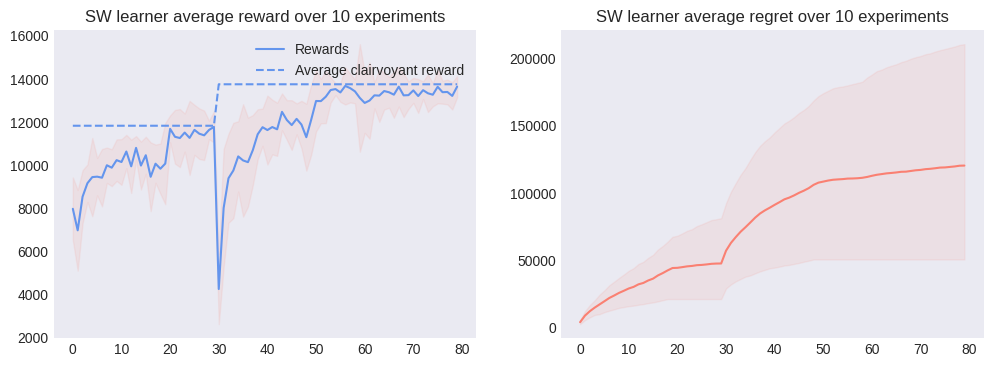 SW learner average reward over 10 experiments
16000
14000
12000
10000
8000
6000
4000
2000
0 10 20 30 40 50 60 70 80
Rewards
Average clairvoyant reward
SW learner average regret over 10 experiments
200000
150000
100000
50000
0
0 10 20 30 40 50 60 70 80